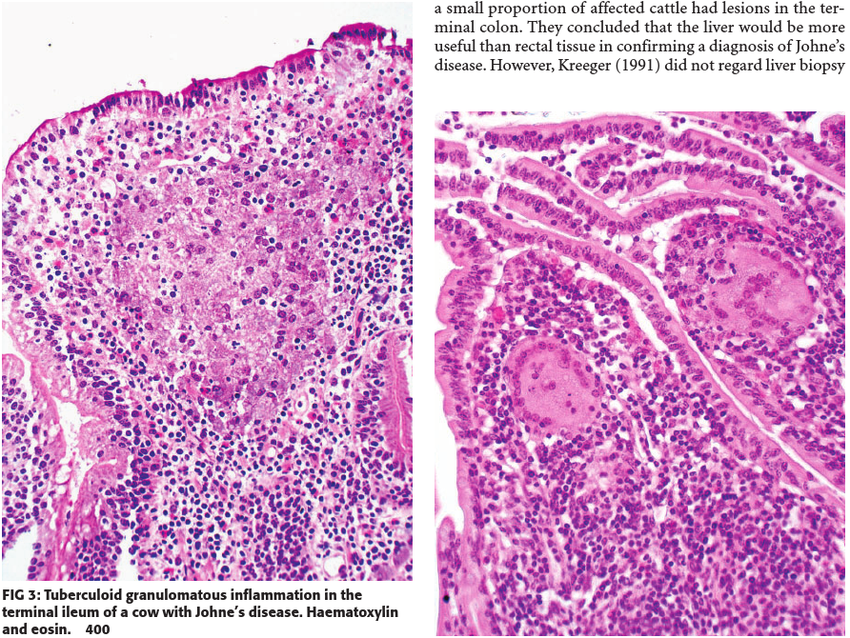 a small proportion of affected cattle had lesions in the ter-
minal colon. They concluded that the liver would be more
useful than rectal tissue in confirming a diagnosis of Johne's
disease. However, Kreeger (1991) did not regard liver biopsy
FIG 3: Tuberculoid granulomatous inflammation in the
terminal ileum of a cow with Johne's disease. Haematoxylin
and eosin. 400